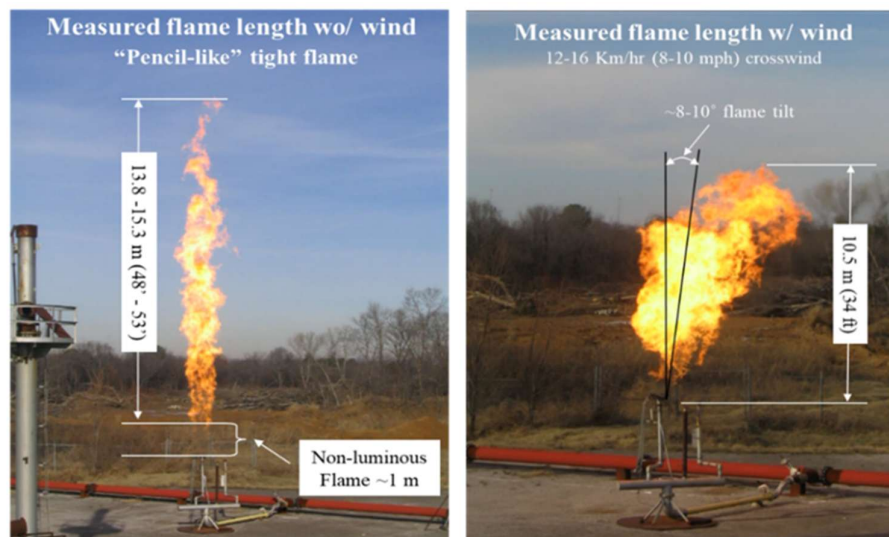 Measured flame length wo/ wind
“Pencil-like” tight flame
13.8 -15.3 m (48’ - 53’)
Non-luminous
Flame ~1 m
Measured flame length w/ wind
12-16 Km/hr (8-10 mph) crosswind
~8-10° flame tilt
10.5 m (34 ft)